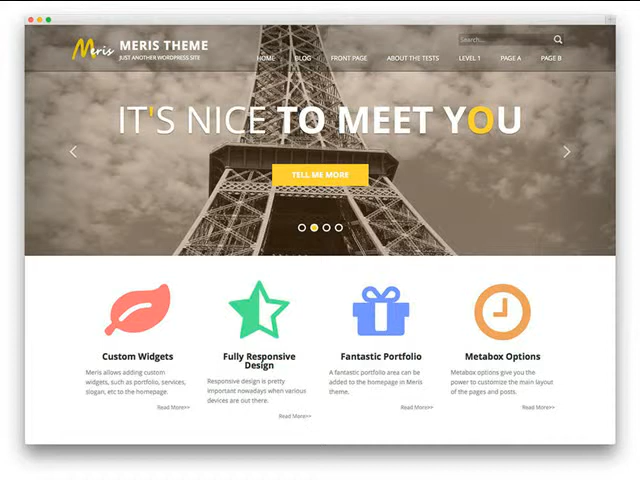 Meris
MERIS THEME
JUST ANOTHER WORDPRESS SITE
Search...
HOME BLOG FRONT PAGE ABOUT THE TESTS LEVEL 1 PAGE A PAGE B
IT'S NICE TO MEET YOU
TELL ME MORE
Custom Widgets
Meris allows adding custom
widgets, such as portfolio, services,
slogan, etc to the homepage.
Read More>>
Fully Responsive
Design
Responsive design is pretty
important nowadays when various
devices are out there.
Read More>>
Fantastic Portfolio
A fantastic portfolio area can be
added to the homepage in Meris
theme.
Read More>>
Metabox Options
Metabox options give you the
power to customize the main layout
of the pages and posts.
Read More>>